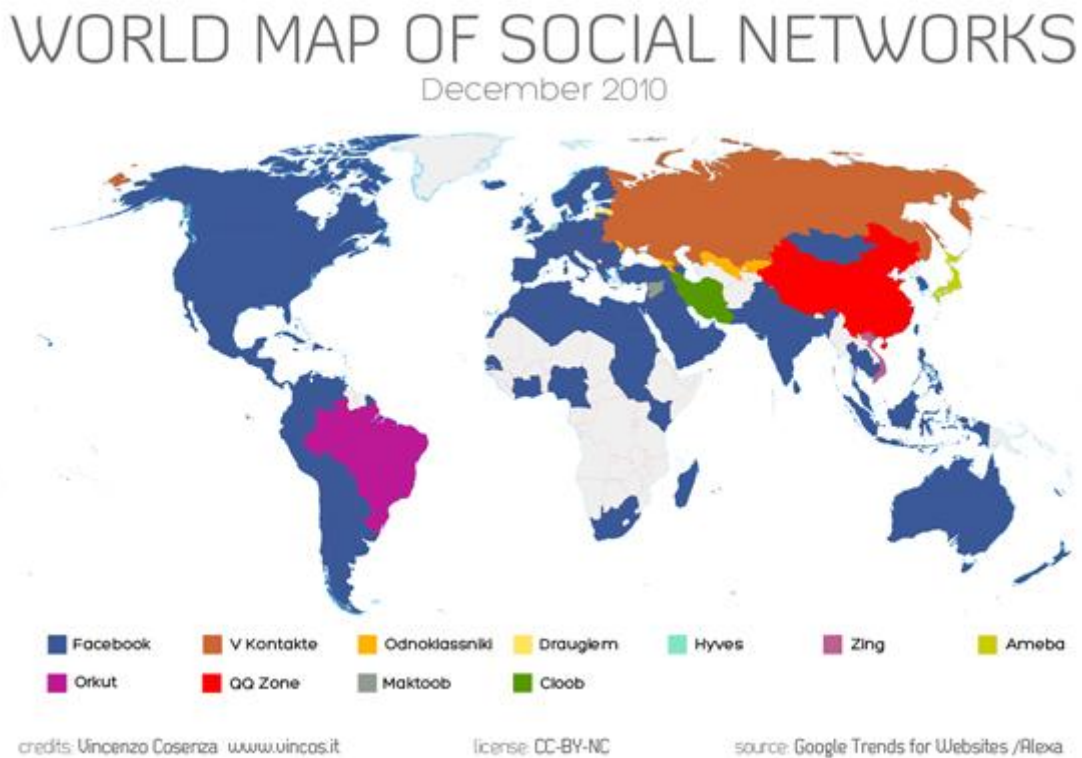 WORLD MAP OF SOCIAL NETWORKS
December 2010
Facebook V Kontakte Odnoklassniki Draugiem Hyves Zing Ameba
Orkut QQ Zone Maktoob Cloob
credits: Vincenzo Cosenza www.vincos.it license: CC-BY-NC source: Google Trends for Websites /Alexa